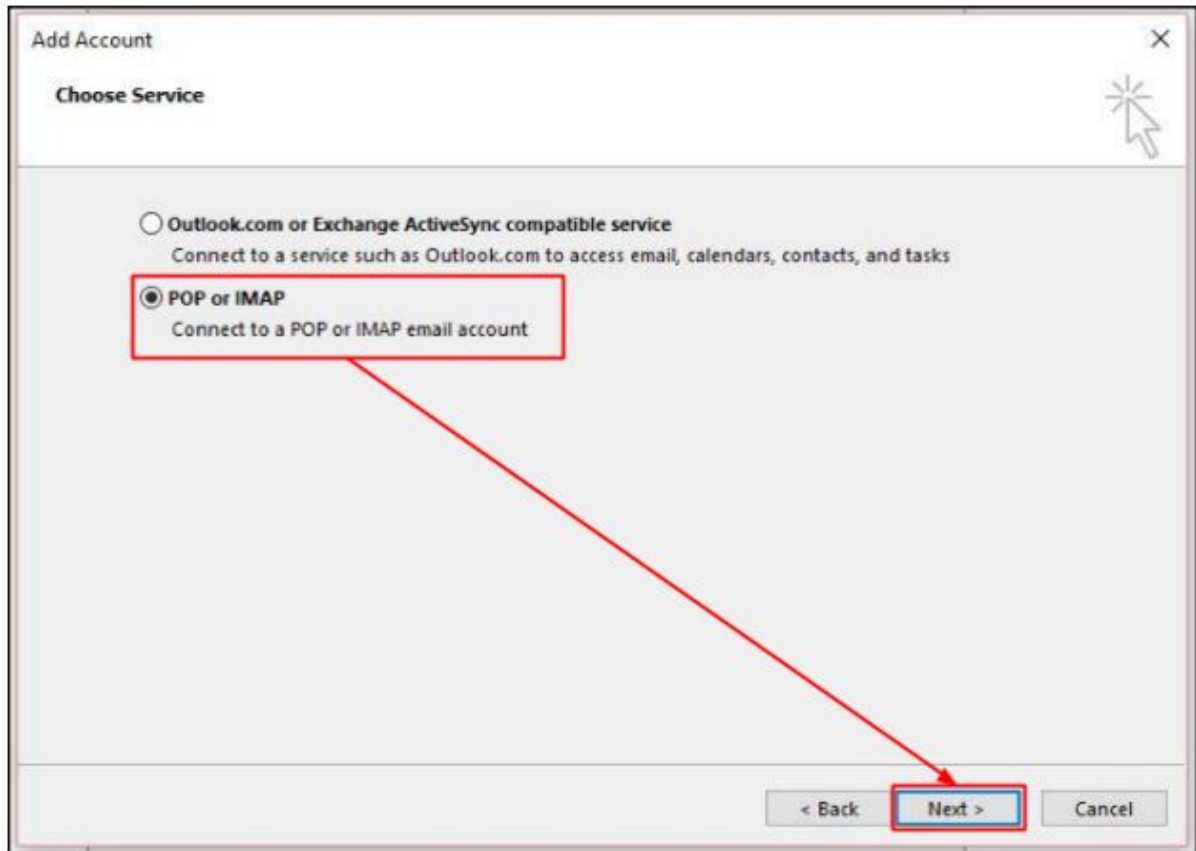 Add Account
Choose Service
Outlook.com or Exchange ActiveSync compatible service
Connect to a service such as Outlook.com to access email, calendars, contacts, and tasks
POP or IMAP
Connect to a POP or IMAP email account
< Back Next > Cancel